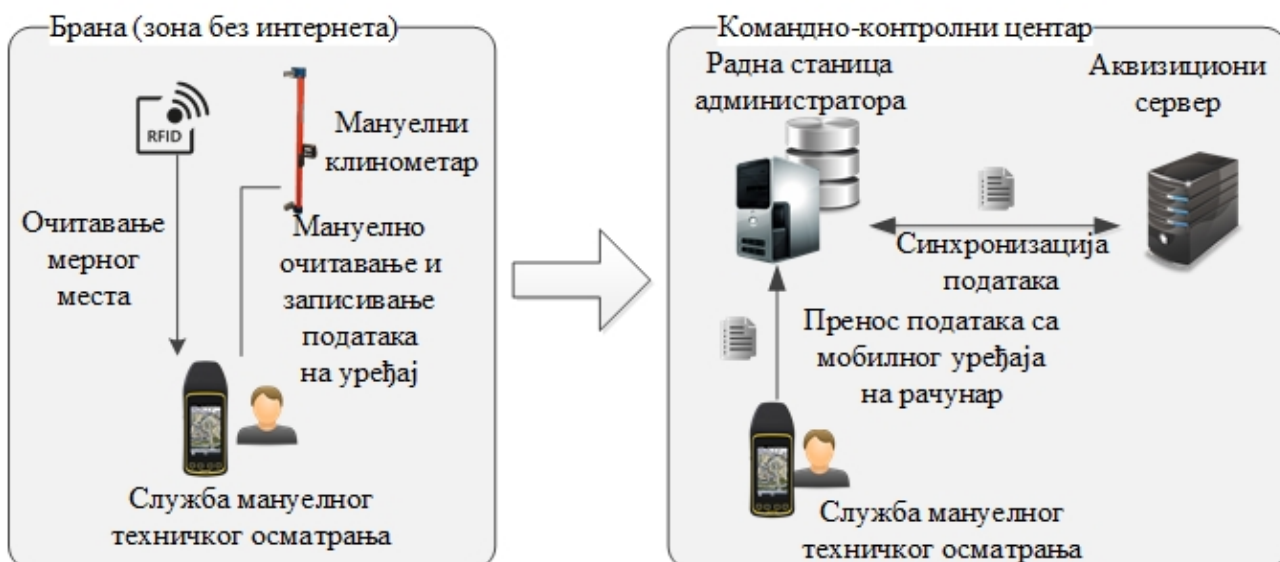 Брана (зона без интернета)
RFID
Мануелни
клинометар
Очитавање
мерног
места
Мануелно
очитавање и
записивање
података
на уређај
Служба мануелног
техничког осматрања
Командно-контролни центар
Радна станица
администратора
Аквизициони
сервер
Синхронизација
података
Пренос података са
мобилног уређаја
на рачунар
Служба мануелног
техничког осматрања